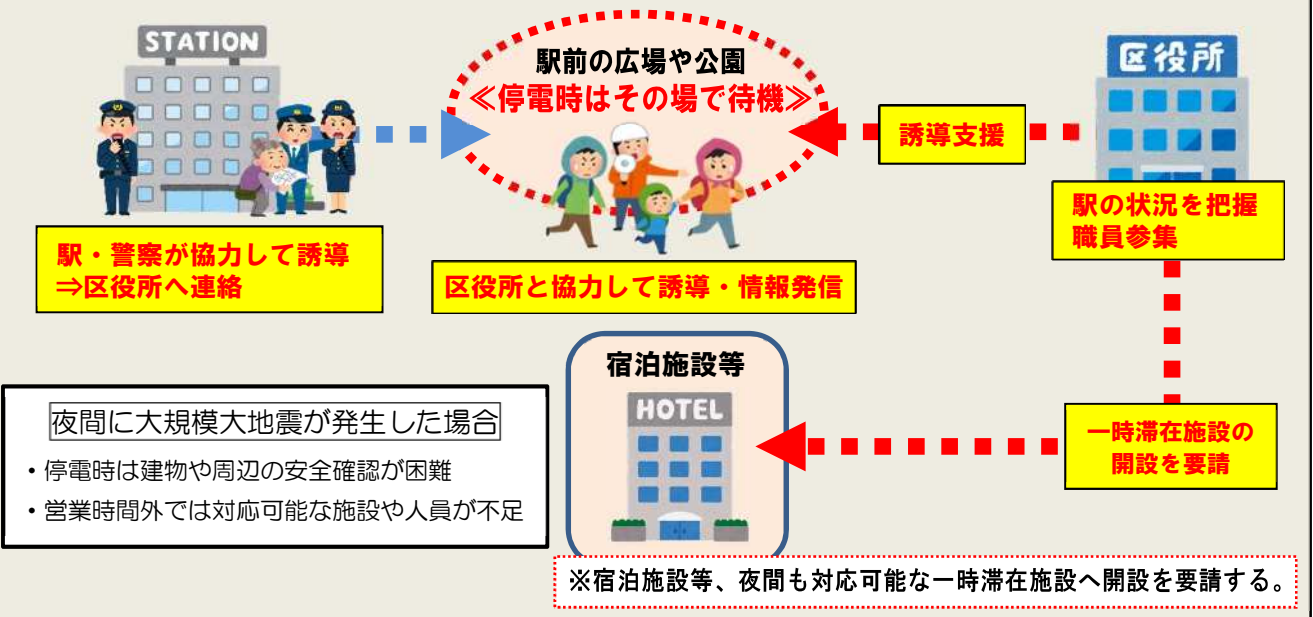 STATION
駅・警察が協力して誘導
⇒区役所へ連絡
駅前の広場や公園
≪停電時はその場で待機≫
区役所と協力して誘導・情報発信
誘導支援
区役所
駅の状況を把握
職員参集
一時滞在施設の
開設を要請
宿泊施設等
HOTEL
夜間に大規模大地震が発生した場合
・停電時は建物や周辺の安全確認が困難
・営業時間外では対応可能な施設や人員が不足
※宿泊施設等、夜間も対応可能な一時滞在施設へ開設を要請する。